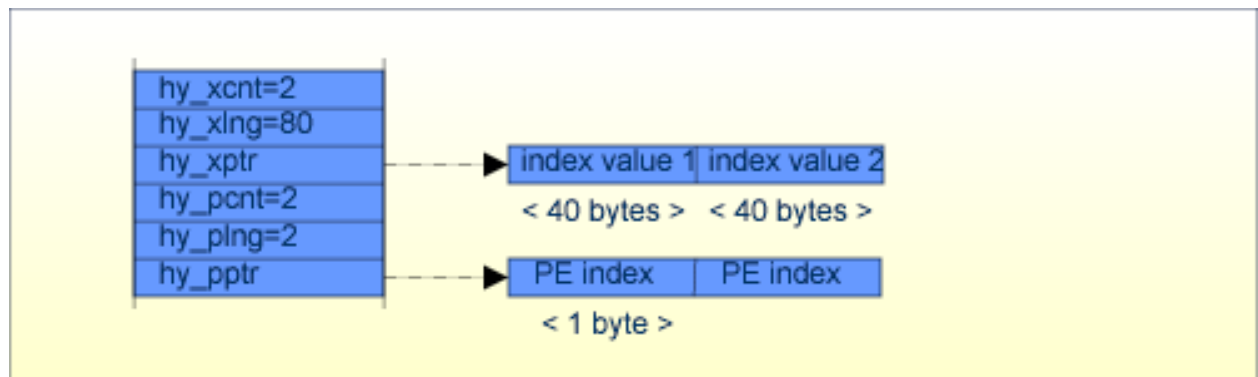 hy_xcnt=2
hy_xlng=80
hy_xptr
index value 1 index value 2
hy_pcnt=2
< 40 bytes > < 40 bytes >
hy_plng=2
hy_pptr
PE index PE index
< 1 byte >